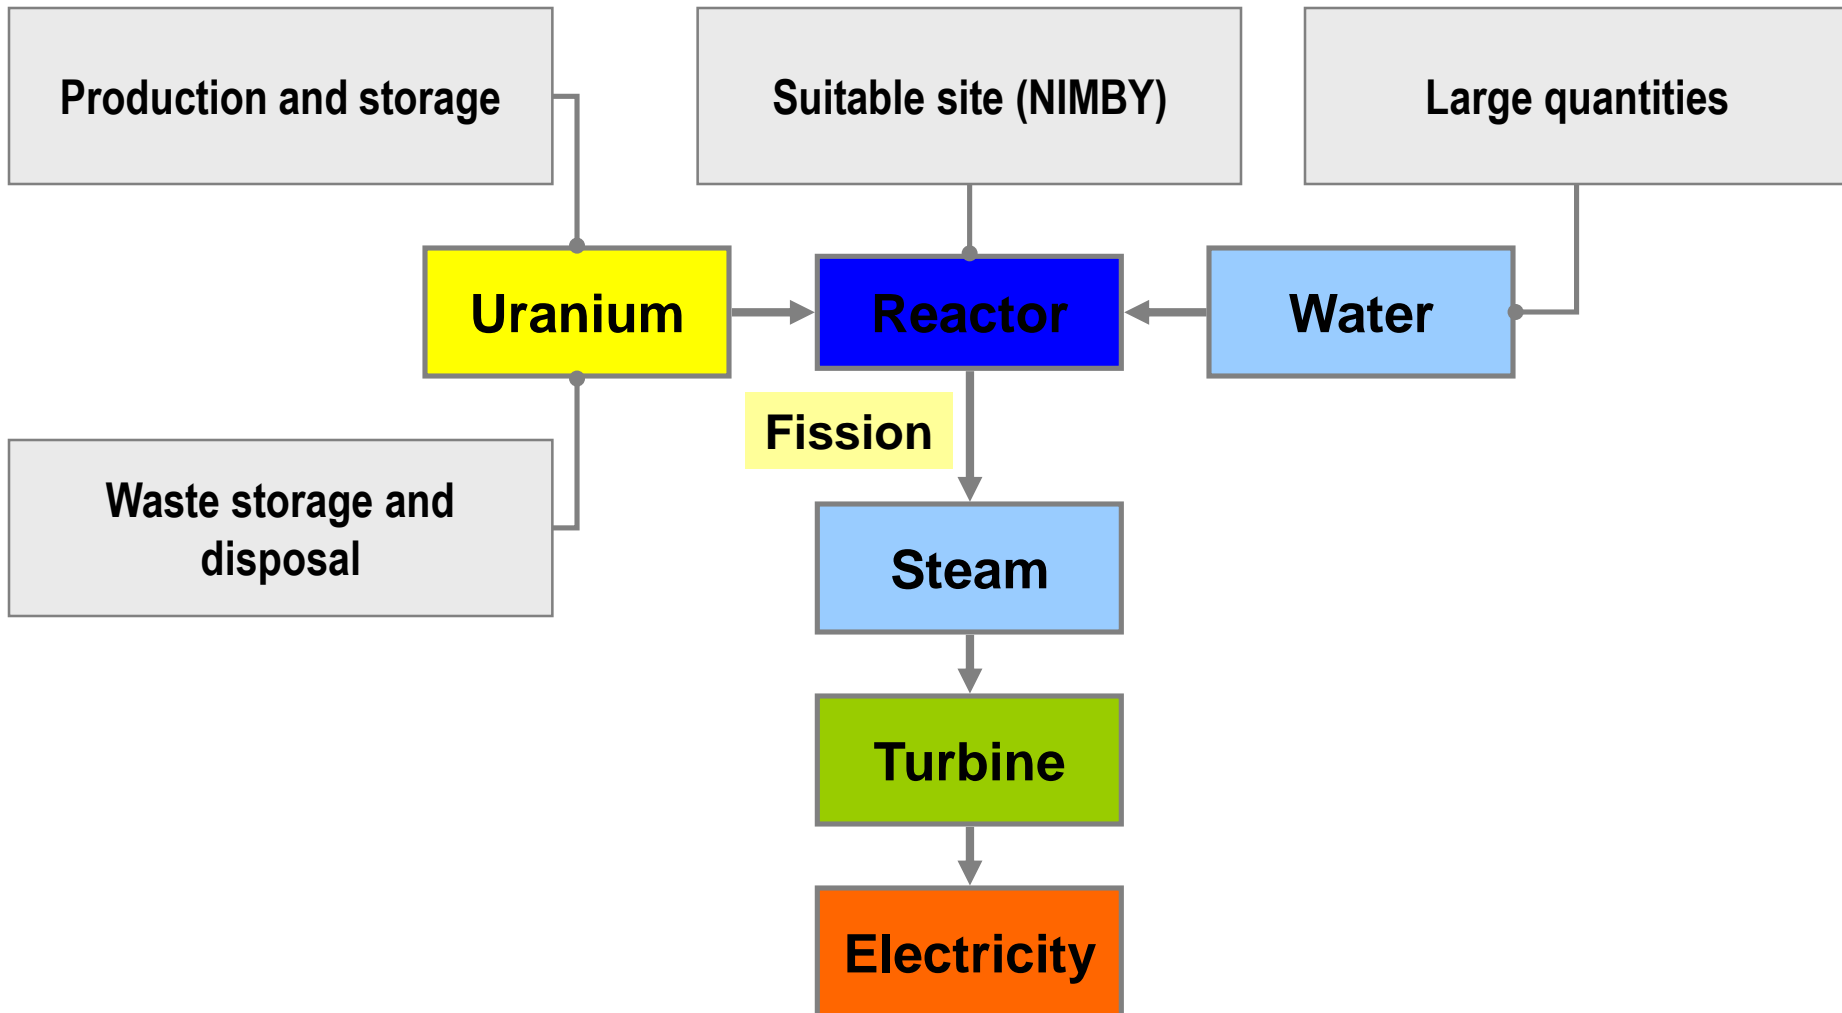 Production and storage
Suitable site (NIMBY)
Large quantities
Uranium
Reactor
Water
Fission
Waste storage and
disposal
Steam
Turbine
Electricity